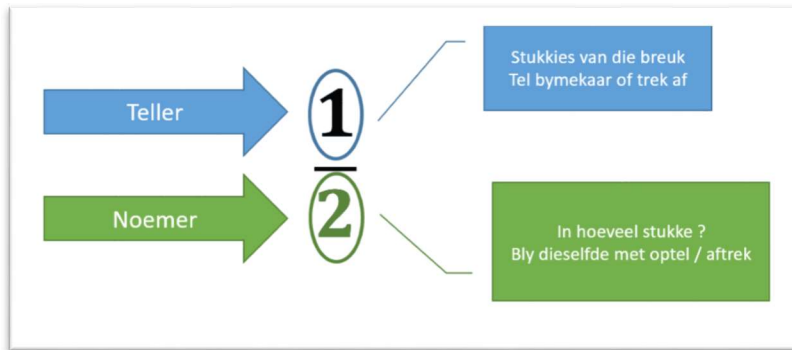 Teller
1
2
Noemer
Stukkies van die breuk
Tel bymekaar of trek af
In hoeveel stukke ?
Bly dieselfde met optel / aftrek